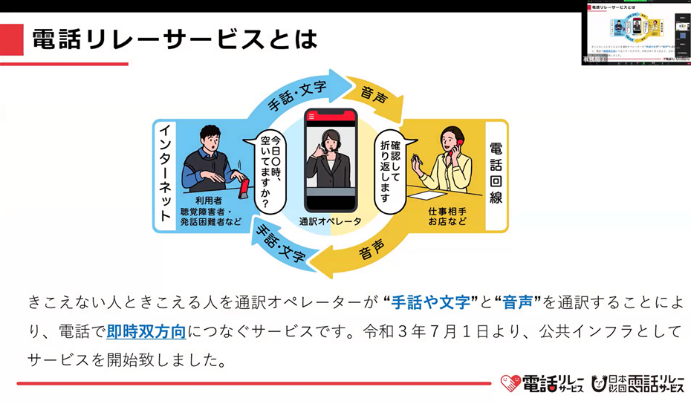 電話リレーサービスとは
手話・文字
音声
インターネット
今日〇時、
空いてますか？
利用者
聴覚障害者・
発話困難者など
通訳オペレータ
確認して
折り返します
仕事相手
お店など
電話回線
手話・文字
音声
きこえない人ときこえる人を通訳オペレーターが “手話や文字”と“音声”を通訳することによ
り、電話で即時双方向につなぐサービスです。令和３年７月１日より、公共インフラとして
サービスを開始致しました。
電話リレーサービス
日本財団電話リレーサービス